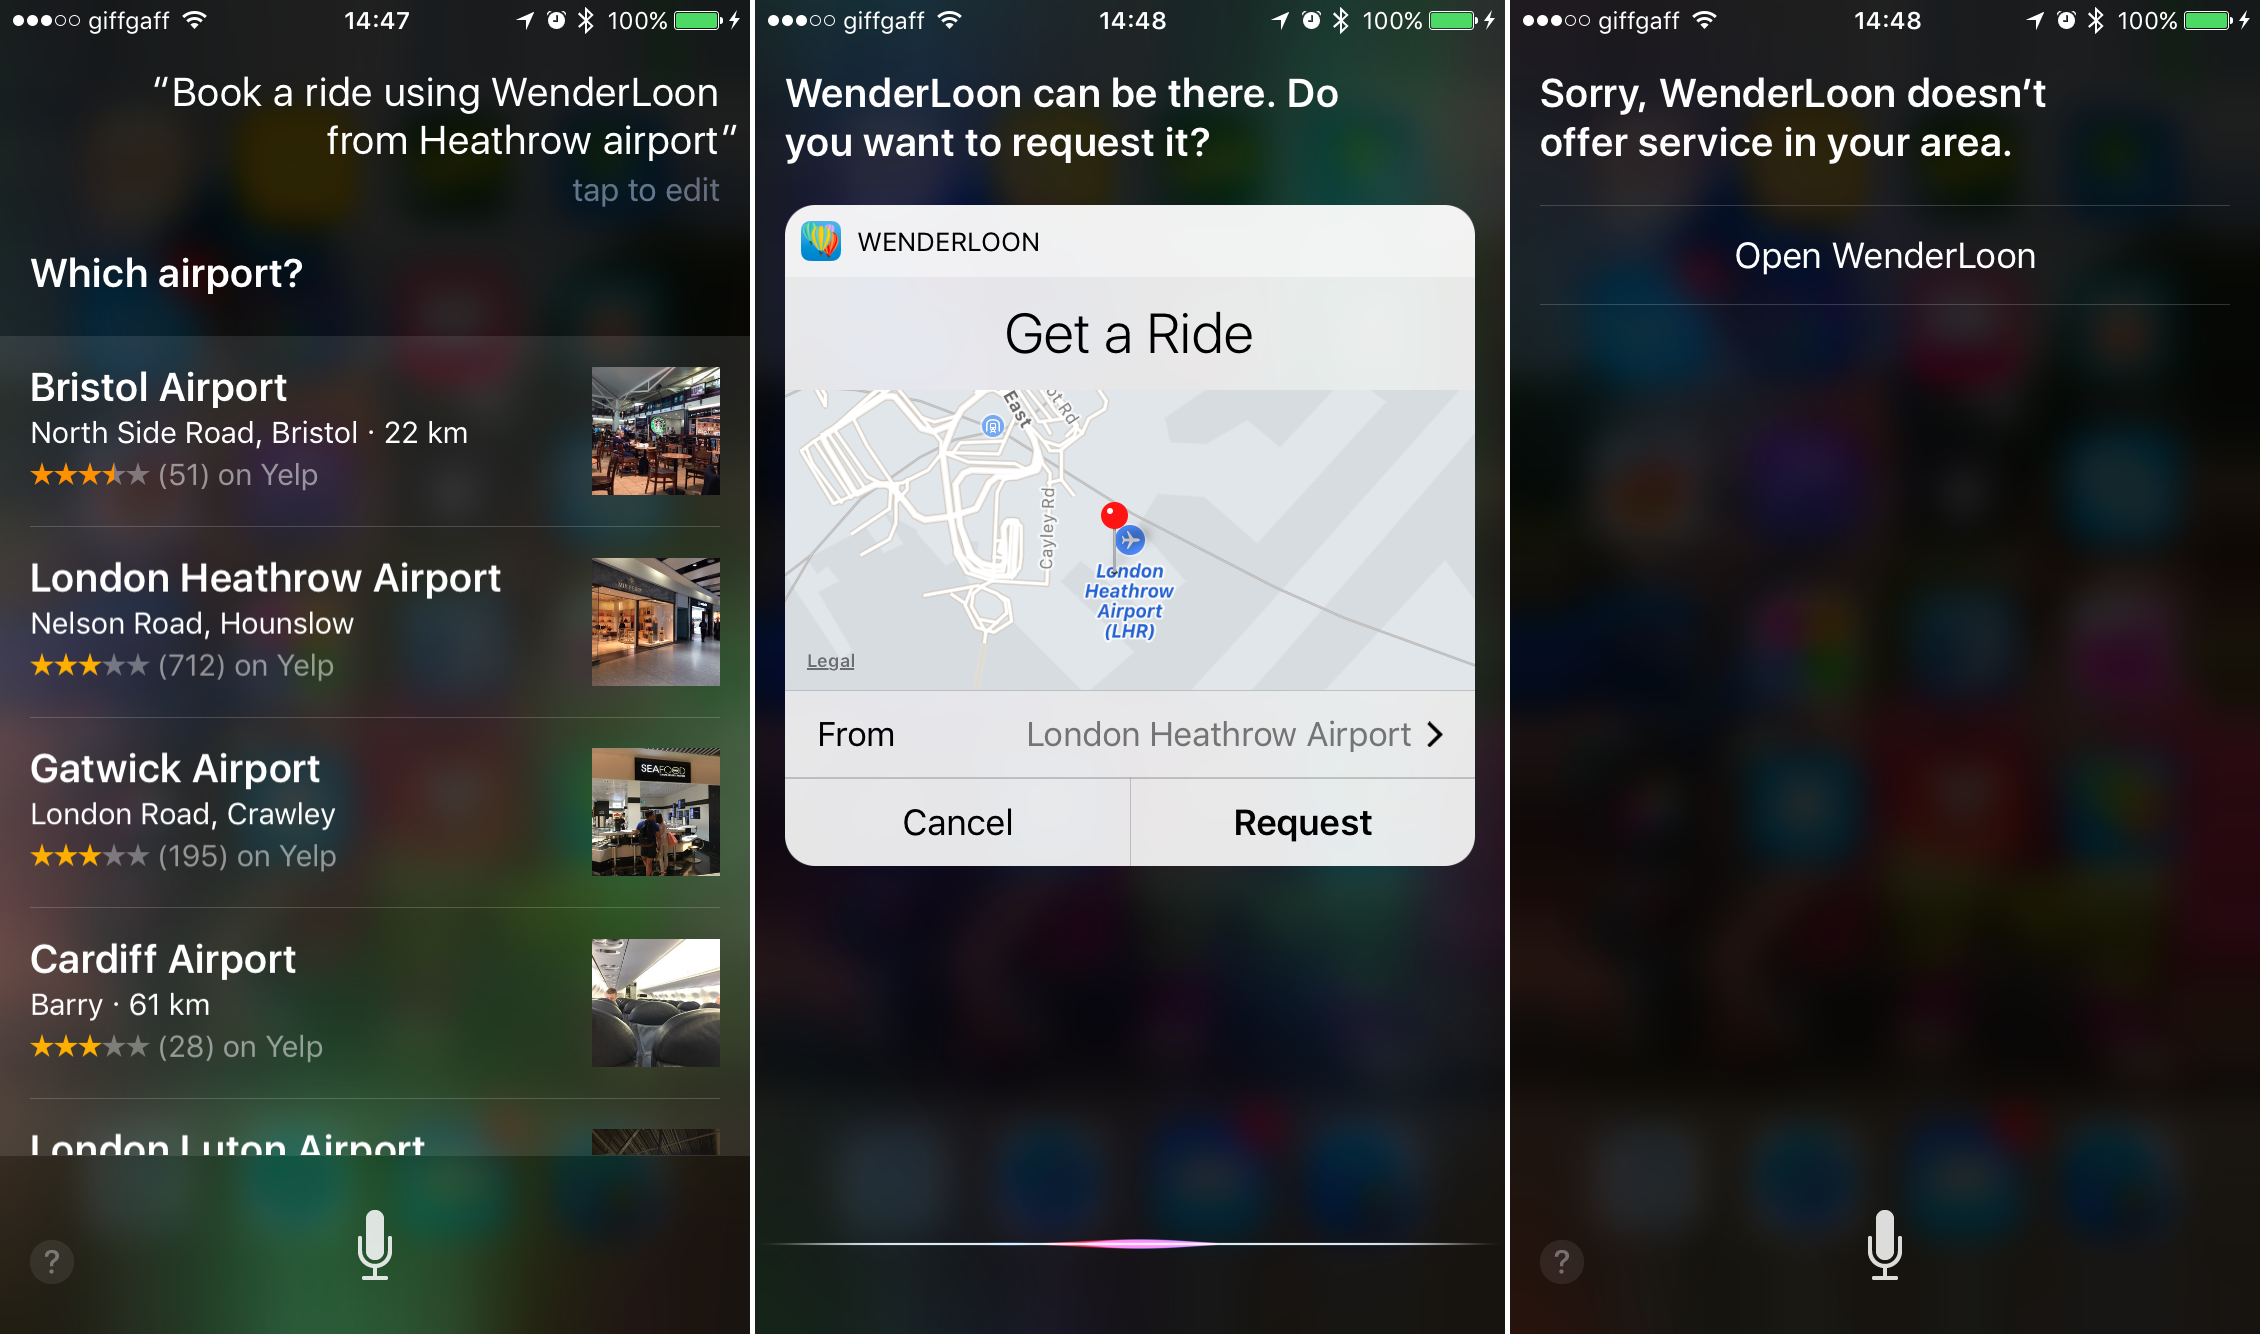 giffgaff 14:47 100%
“Book a ride using WenderLoon
from Heathrow airport”
tap to edit
Which airport?
Bristol Airport
North Side Road, Bristol · 22 km
(51) on Yelp
London Heathrow Airport
Nelson Road, Hounslow
(712) on Yelp
Gatwick Airport
London Road, Crawley
(195) on Yelp
SEAFOOD
Cardiff Airport
Barry · 61 km
(28) on Yelp
London Luton Airport
?
giffgaff 14:48 100%
WenderLoon can be there. Do
you want to request it?
WENDERLOON
Get a Ride
East
ot Rd
Cayley Rd
London
Heathrow
Airport
(LHR)
Legal
From London Heathrow Airport
Cancel Request
giffgaff 14:48 100%
Sorry, WenderLoon doesn’t
offer service in your area.
Open WenderLoon
?